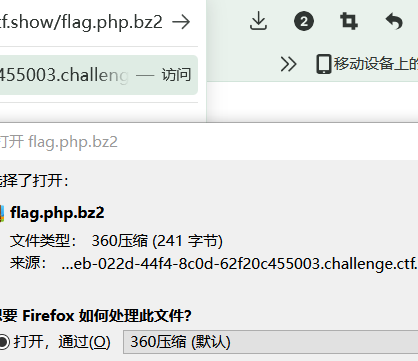 tf.show/flag.php.bz2
2
455003.challenge — 访问
移动设备上的
打开 flag.php.bz2
选择了打开：
flag.php.bz2
文件类型： 360压缩 (241 字节)
来源： ...eb-022d-44f4-8c0d-62f20c455003.challenge.ctf.
想要 Firefox 如何处理此文件？
打开，通过(O) 360压缩 (默认)